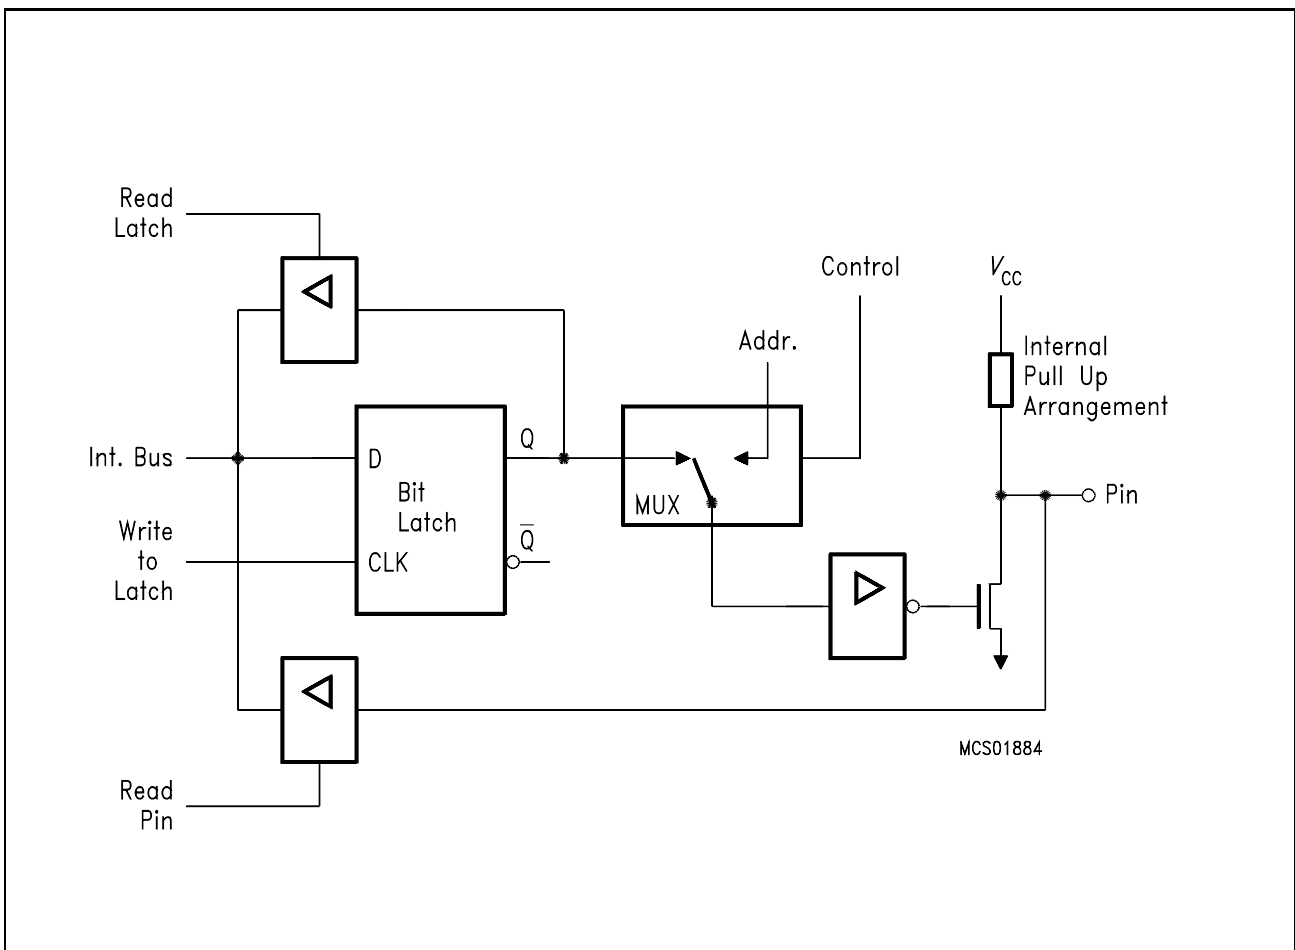 Read
Latch
Control
VCC
Addr.
Internal
Pull Up
Arrangement
Int. Bus
D
Q
Bit
Latch
MUX
Pin
Write
to
Latch
CLK
Q̅
MCS01884
Read
Pin